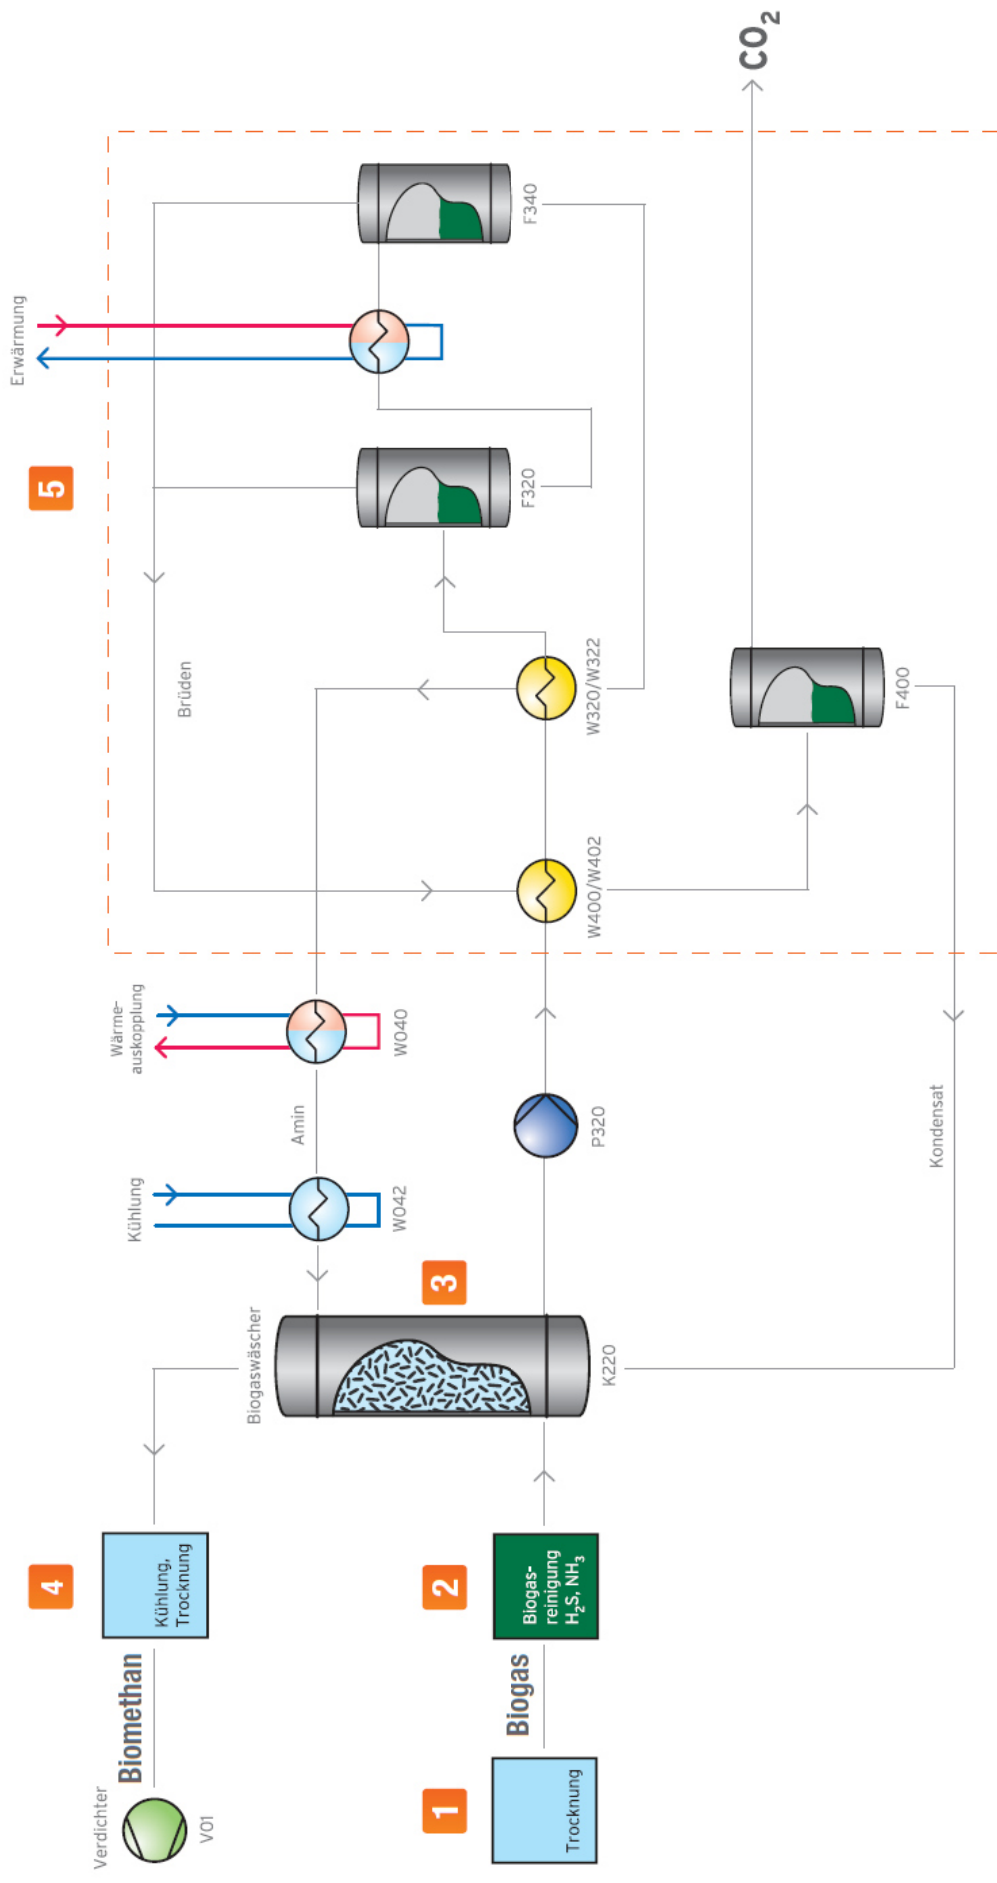 Erwärmung
5
CO₂
F340
F320
Brüden
W320/W322
F400
W400/W402
Wärme-
auskopplung
W040
Amin
P320
Kondensat
Kühlung
W042
3
Biogaswäscher
K220
4
Kühlung,
Trocknung
2
Biogas-
reinigung
H₂S, NH₃
Biomethan
Biogas
Verdichter
V01
1
Trocknung